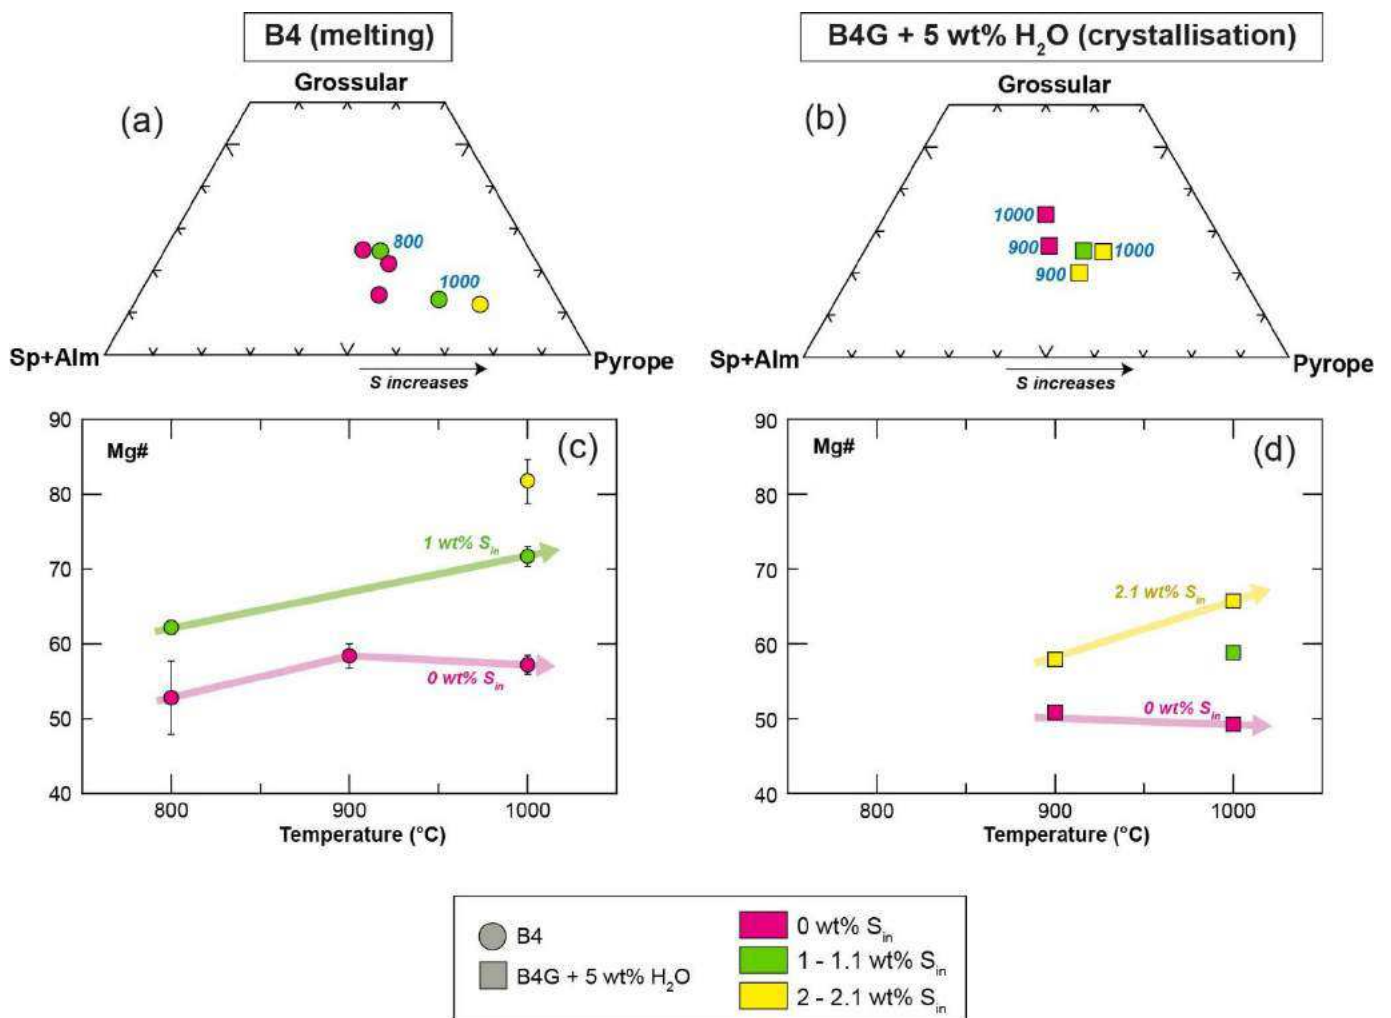 B4 (melting)
B4G + 5 wt% H₂O (crystallisation)
(a)
Grossular
800
1000
Sp+Alm
Pyrope
S increases
(b)
Grossular
1000
900
1000
900
Sp+Alm
Pyrope
S increases
90
80
70
60
50
40
Mg#
(c)
1 wt% Sᵢₙ
0 wt% Sᵢₙ
800
900
1000
Temperature (°C)
90
80
70
60
50
40
Mg#
(d)
2.1 wt% Sᵢₙ
0 wt% Sᵢₙ
800
900
1000
Temperature (°C)
B4
B4G + 5 wt% H₂O
0 wt% Sᵢₙ
1 - 1.1 wt% Sᵢₙ
2 - 2.1 wt% Sᵢₙ